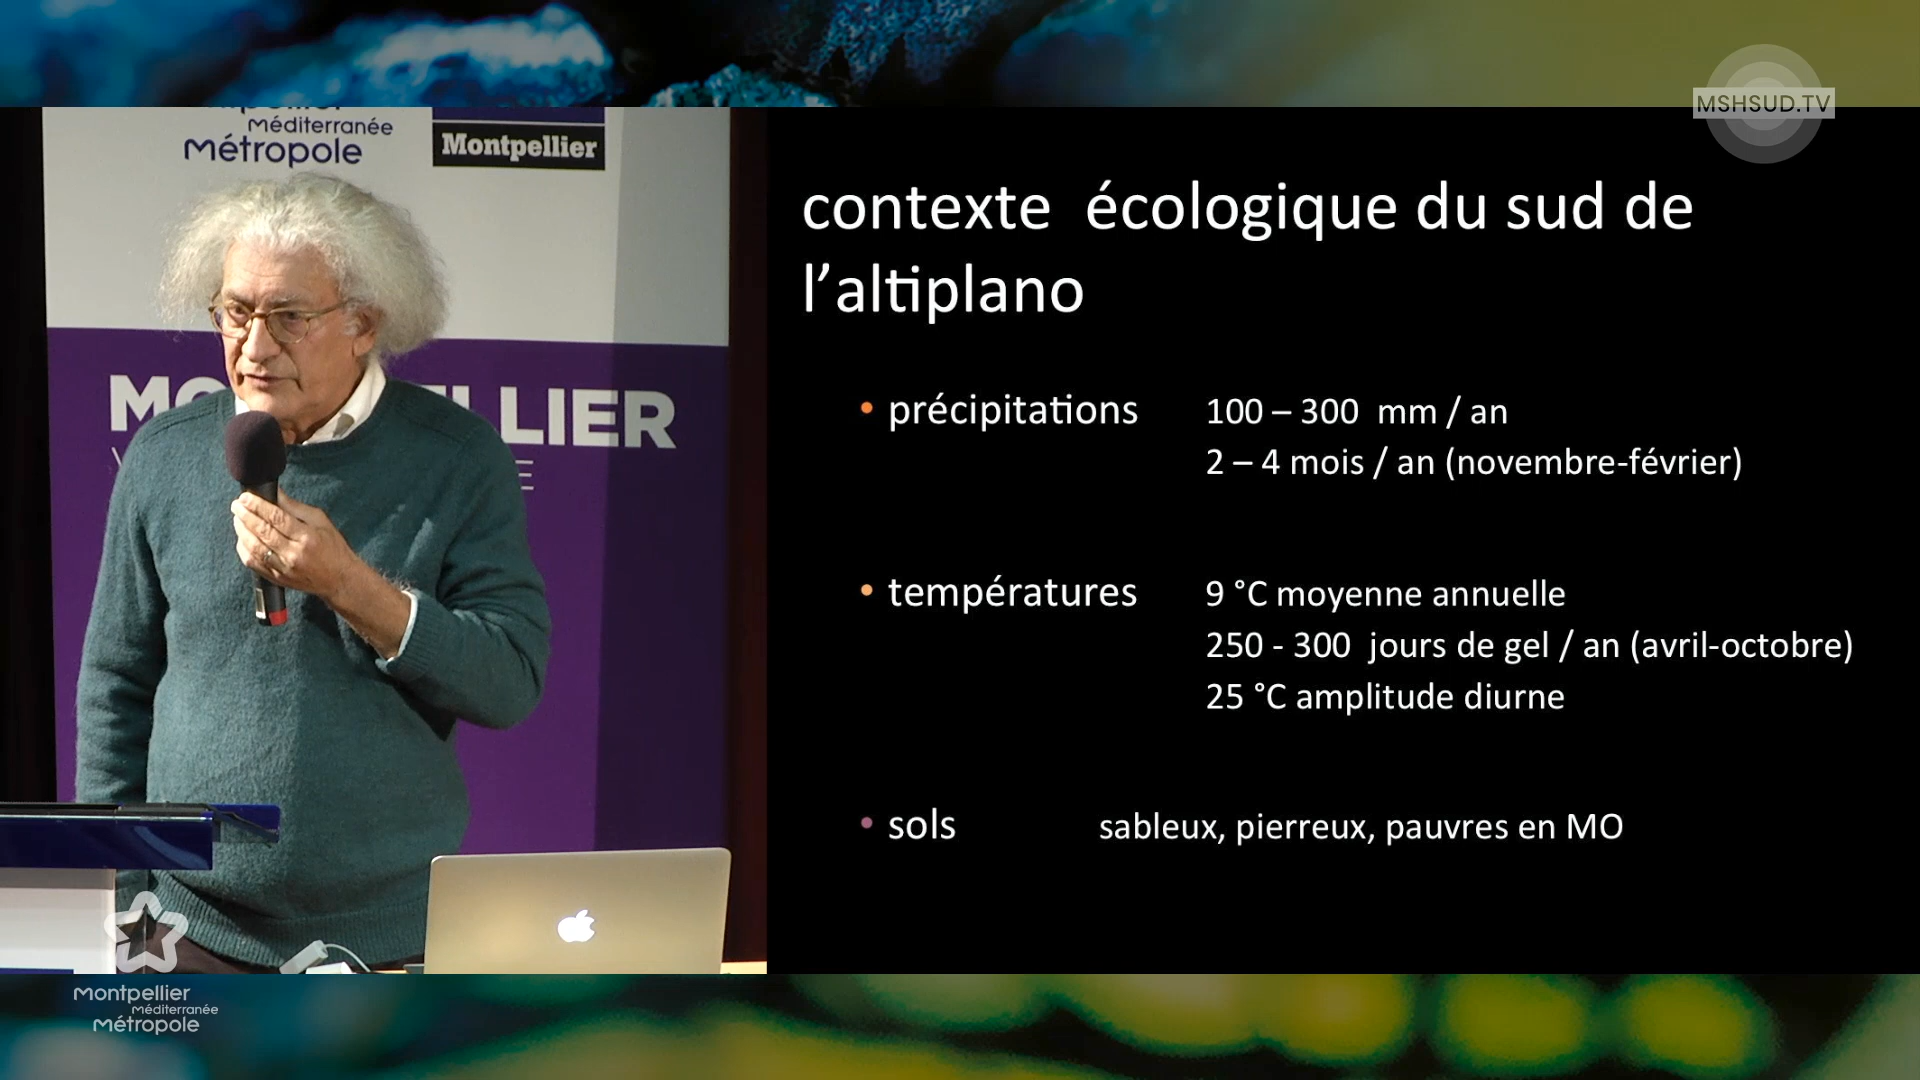 MSHSUD.TV
méditerranée
métropole
Montpellier
contexte  écologique du sud de
l’altiplano
• précipitations 100 – 300  mm / an
2 – 4 mois / an (novembre-février)
• températures 9 °C moyenne annuelle
250 - 300  jours de gel / an (avril-octobre)
25 °C amplitude diurne
• sols sableux, pierreux, pauvres en MO
montpellier
méditerranée
métropole